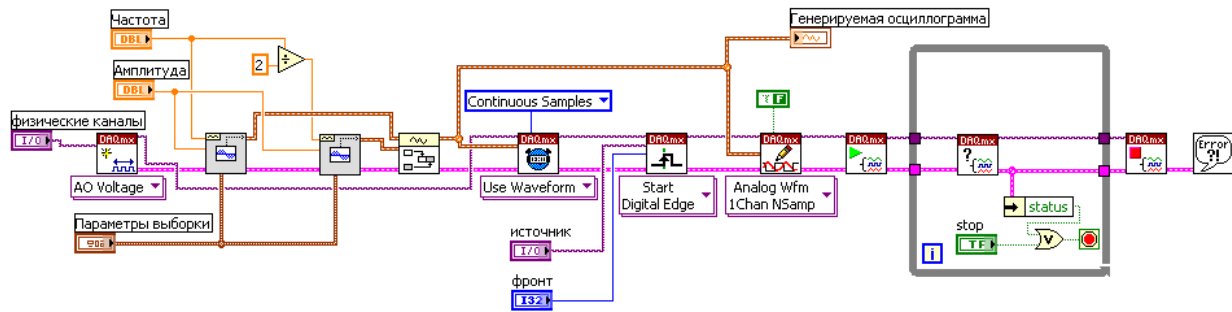 Частота
DBL
Амплитуда
DBL
2
физические каналы
I/O
DAQmx
AO Voltage
Параметры выборки
Continuous Samples
DAQmx
Use Waveform
источник
I/O
фронт
I32
DAQmx
Start
Digital Edge
Генерируемая осциллограмма
F
DAQmx
Analog Wfm
1Chan NSamp
DAQmx
DAQmx
status
stop
TF
i
DAQmx
Error
?!